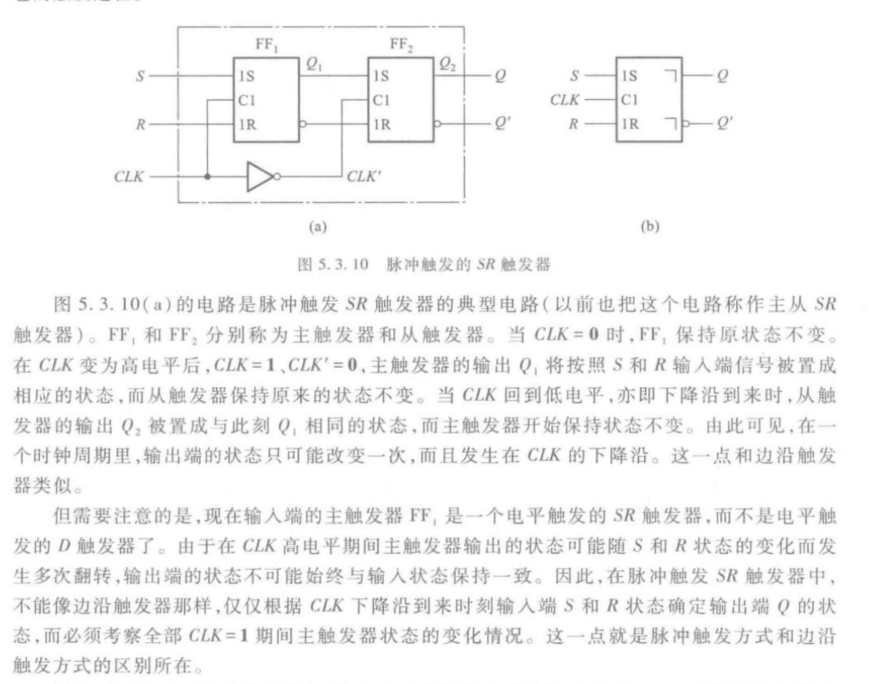 FF₁ FF₂
S 1S Q₁ 1S Q₂ Q
C1 C1
R 1R 1R Q'
CLK CLK'
(a)
S 1S Q
CLK C1
R 1R Q'
(b)
图 5.3.10 脉冲触发的 SR 触发器
图 5.3.10(a)的电路是脉冲触发 SR 触发器的典型电路(以前也把这个电路称作主从 SR
触发器)。FF₁ 和 FF₂ 分别称为主触发器和从触发器。当 CLK=0 时,FF₁ 保持原状态不变。
在 CLK 变为高电平后,CLK=1、CLK'=0,主触发器的输出 Q₁ 将按照 S 和 R 输入端信号被置成
相应的状态,而从触发器保持原来的状态不变。当 CLK 回到低电平,亦即下降沿到来时,从触
发器的输出 Q₂ 被置成与此刻 Q₁ 相同的状态,而主触发器开始保持状态不变。由此可见,在一
个时钟周期里,输出端的状态只可能改变一次,而且发生在 CLK 的下降沿。这一点和边沿触发
器类似。
但需要注意的是,现在输入端的主触发器 FF₁ 是一个电平触发的 SR 触发器,而不是电平触
发的 D 触发器了。由于在 CLK 高电平期间主触发器输出的状态可能随 S 和 R 状态的变化而发
生多次翻转,输出端的状态不可能始终与输入状态保持一致。因此,在脉冲触发 SR 触发器中,
不能像边沿触发器那样,仅仅根据 CLK 下降沿到来时刻输入端 S 和 R 状态确定输出端 Q 的状
态,而必须考察全部 CLK=1 期间主触发器状态的变化情况。这一点就是脉冲触发方式和边沿
触发方式的区别所在。